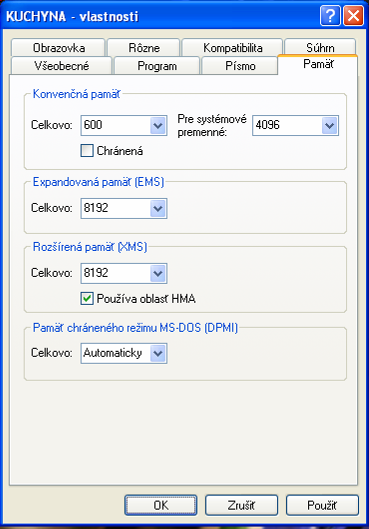 KUCHYNA - vlastnosti
Obrazovka Rôzne Kompatibilita Súhrn
Všeobecné Program Písmo Pamäť
Konvenčná pamäť
Celkovo: 600 Pre systémové premenné: 4096
Chránená
Expandovaná pamäť (EMS)
Celkovo: 8192
Rozšírená pamäť (XMS)
Celkovo: 8192
Používa oblasť HMA
Pamäť chráneného režimu MS-DOS (DPMI)
Celkovo: Automaticky
OK Zrušiť Použiť